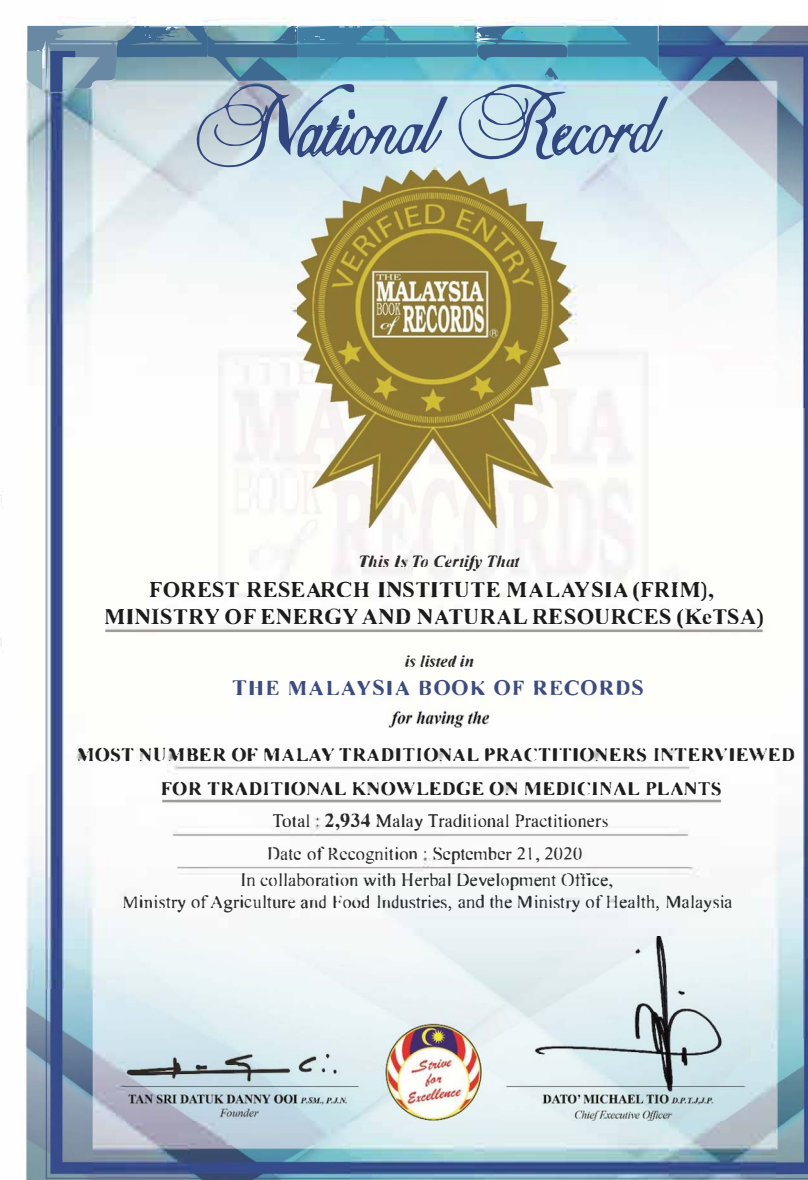 National Record
VERIFIED ENTRY
THE
MALAYSIA
BOOK
of RECORDS
®
THE
MALAYSIA
BOOK
of RECORDS
This Is To Certify That
FOREST RESEARCH INSTITUTE MALAYSIA (FRIM),
MINISTRY OF ENERGY AND NATURAL RESOURCES (KeTSA)
is listed in
THE MALAYSIA BOOK OF RECORDS
for having the
MOST NUMBER OF MALAY TRADITIONAL PRACTITIONERS INTERVIEWED
FOR TRADITIONAL KNOWLEDGE ON MEDICINAL PLANTS
Total : 2,934 Malay Traditional Practitioners
Date of Recognition : September 21, 2020
In collaboration with Herbal Development Office,
Ministry of Agriculture and Food Industries, and the Ministry of Health, Malaysia
Strive
for
Excellence
TAN SRI DATUK DANNY OOI P.S.M., P.J.N.
Founder
DATO' MICHAEL TIO D.P.T.J,J.P.
Chief Executive Officer